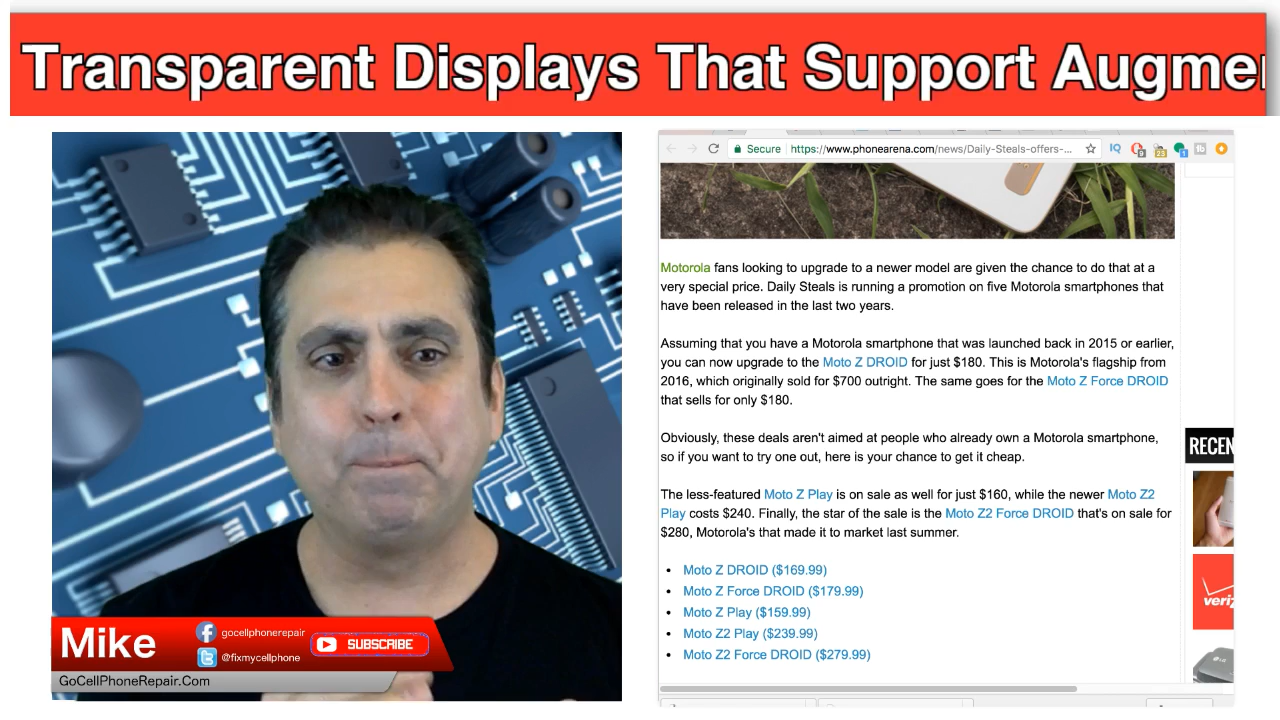 Transparent Displays That Support Augme
Secure https://www.phonearena.com/news/Daily-Steals-offers-...
Motorola fans looking to upgrade to a newer model are given the chance to do that at a
very special price. Daily Steals is running a promotion on five Motorola smartphones that
have been released in the last two years.
Assuming that you have a Motorola smartphone that was launched back in 2015 or earlier,
you can now upgrade to the Moto Z DROID for just $180. This is Motorola's flagship from
2016, which originally sold for $700 outright. The same goes for the Moto Z Force DROID
that sells for only $180.
Obviously, these deals aren't aimed at people who already own a Motorola smartphone,
so if you want to try one out, here is your chance to get it cheap.
The less-featured Moto Z Play is on sale as well for just $160, while the newer Moto Z2
Play costs $240. Finally, the star of the sale is the Moto Z2 Force DROID that's on sale for
$280, Motorola's that made it to market last summer.
• Moto Z DROID ($169.99)
• Moto Z Force DROID ($179.99)
• Moto Z Play ($159.99)
• Moto Z2 Play ($239.99)
• Moto Z2 Force DROID ($279.99)
RECEN
veriz
LG
Mike
gocellphonerepair
@fixmycellphone
SUBSCRIBE
GoCellPhoneRepair.Com